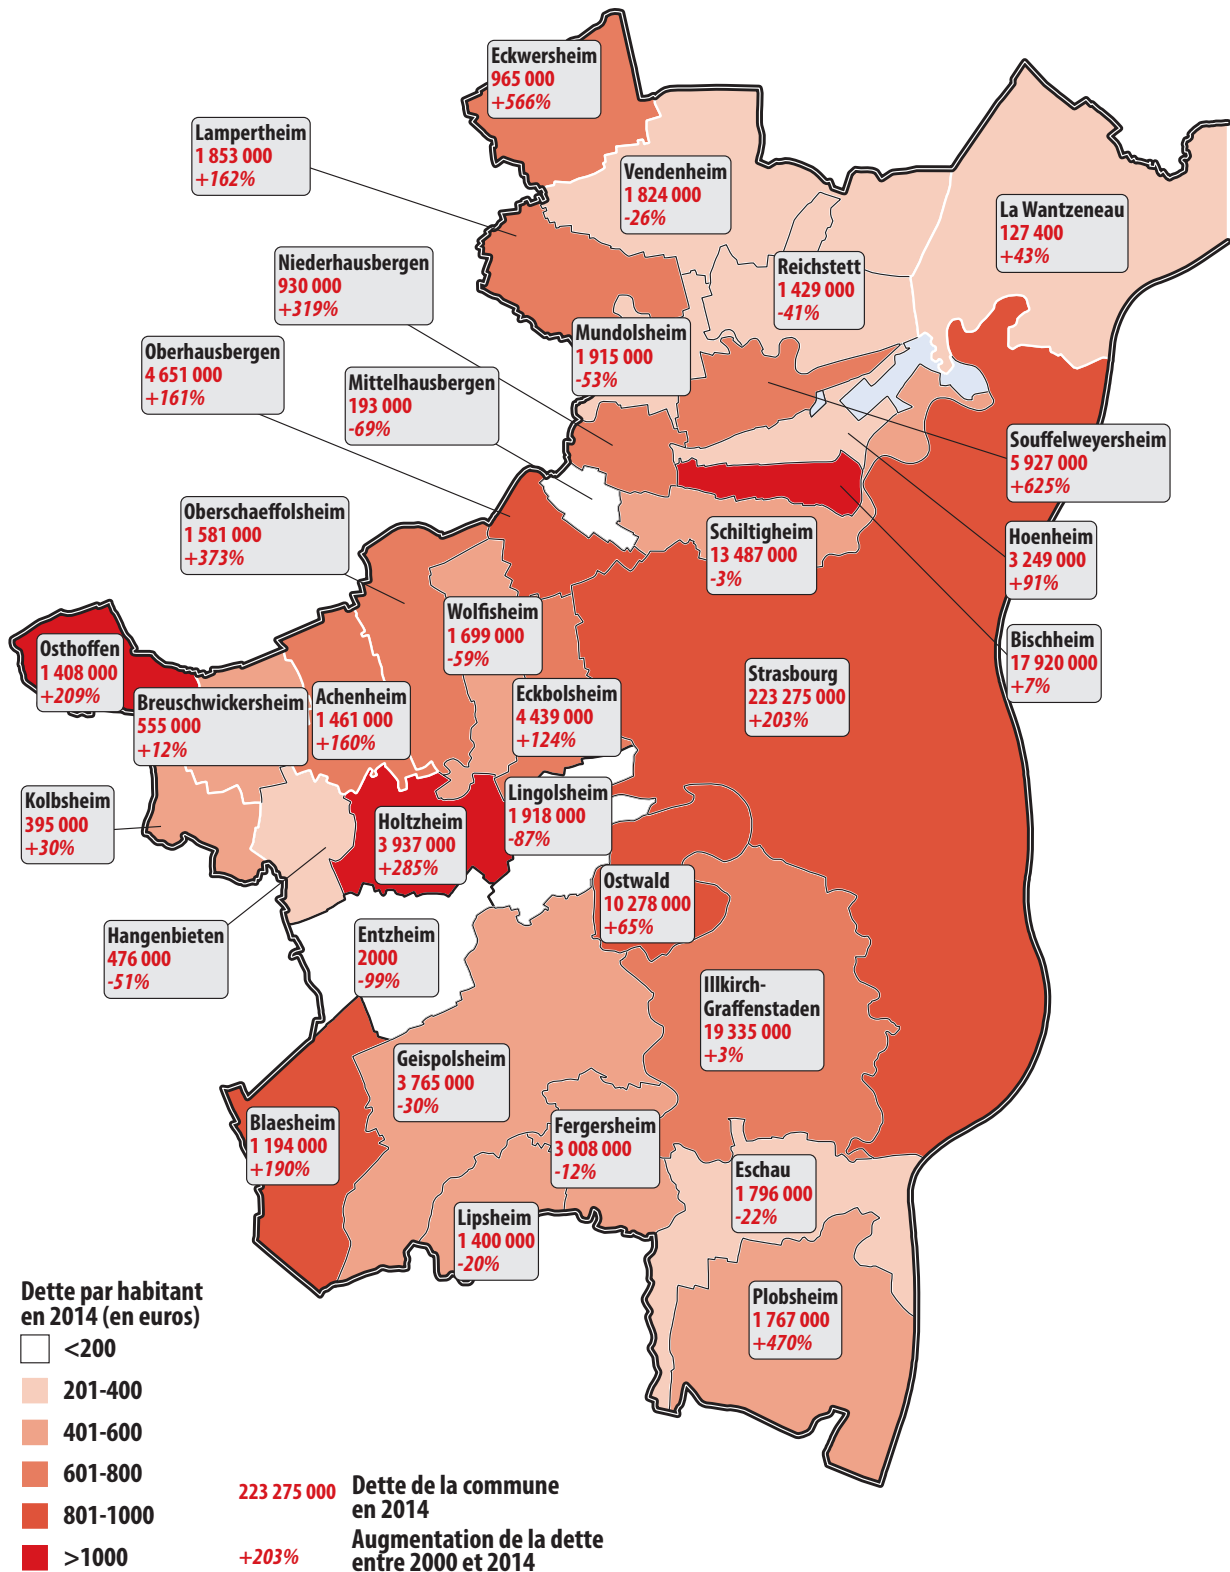 Eckwersheim
965 000
+566%
Lampertheim
1 853 000
+162%
Vendenheim
1 824 000
-26%
La Wantzeneau
127 400
+43%
Niederhausbergen
930 000
+319%
Reichstett
1 429 000
-41%
Mundolsheim
1 915 000
-53%
Oberhausbergen
4 651 000
+161%
Mittelhausbergen
193 000
-69%
Souffelweyersheim
5 927 000
+625%
Oberschaeffolsheim
1 581 000
+373%
Schiltigheim
13 487 000
-3%
Hoenheim
3 249 000
+91%
Wolfisheim
1 699 000
-59%
Bischheim
17 920 000
+7%
Osthoffen
1 408 000
+209%
Breuschwickersheim
555 000
+12%
Achenheim
1 461 000
+160%
Eckbolsheim
4 439 000
+124%
Strasbourg
223 275 000
+203%
Kolbsheim
395 000
+30%
Holtzheim
3 937 000
+285%
Lingolsheim
1 918 000
-87%
Ostwald
10 278 000
+65%
Hangenbieten
476 000
-51%
Entzheim
2000
-99%
Illkirch-
Graffenstaden
19 335 000
+3%
Geispolsheim
3 765 000
-30%
Blaesheim
1 194 000
+190%
Fergersheim
3 008 000
-12%
Eschau
1 796 000
-22%
Lipsheim
1 400 000
-20%
Plobsheim
1 767 000
+470%
Dette par habitant
en 2014 (en euros)
<200
201-400
401-600
601-800
801-1000
>1000
223 275 000
Dette de la commune
en 2014
+203%
Augmentation de la dette
entre 2000 et 2014